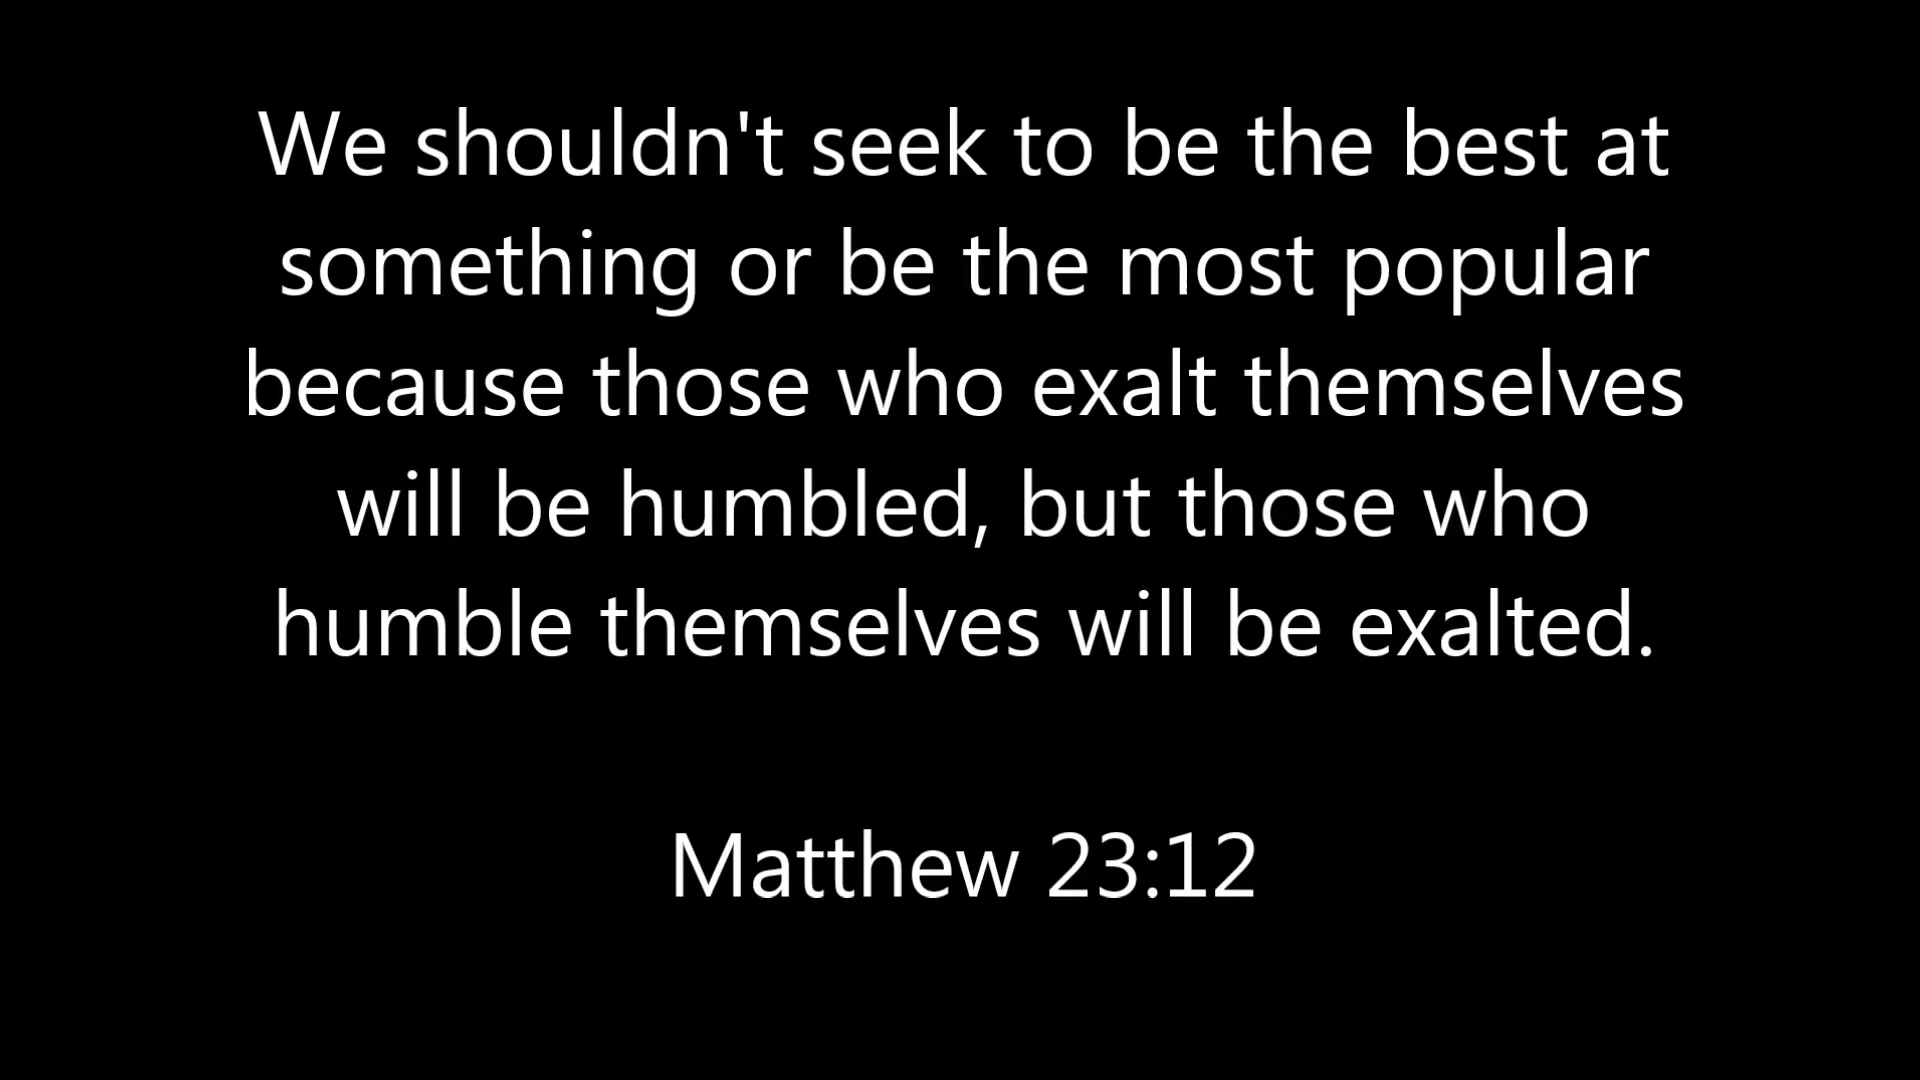 We shouldn't seek to be the best at
something or be the most popular
because those who exalt themselves
will be humbled, but those who
humble themselves will be exalted.
Matthew 23:12